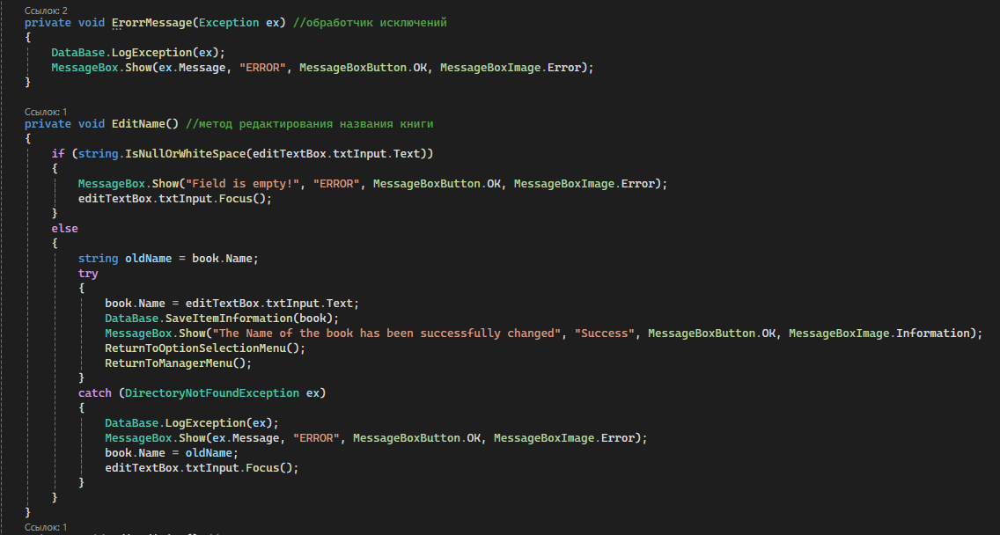 Ссылок: 2
private void ErorrMessage(Exception ex) //обработчик исключений
{
DataBase.LogException(ex);
MessageBox.Show(ex.Message, "ERROR", MessageBoxButton.OK, MessageBoxImage.Error);
}
Ссылок: 1
private void EditName() //метод редактирования названия книги
{
if (string.IsNullOrWhiteSpace(editTextBox.txtInput.Text))
{
MessageBox.Show("Field is empty!", "ERROR", MessageBoxButton.OK, MessageBoxImage.Error);
editTextBox.txtInput.Focus();
}
else
{
string oldName = book.Name;
try
{
book.Name = editTextBox.txtInput.Text;
DataBase.SaveItemInformation(book);
MessageBox.Show("The Name of the book has been successfully changed", "Success", MessageBoxButton.OK, MessageBoxImage.Information);
ReturnToOptionSelectionMenu();
ReturnToManagerMenu();
}
catch (DirectoryNotFoundException ex)
{
DataBase.LogException(ex);
MessageBox.Show(ex.Message, "ERROR", MessageBoxButton.OK, MessageBoxImage.Error);
book.Name = oldName;
editTextBox.txtInput.Focus();
}
}
}
Ссылок: 1